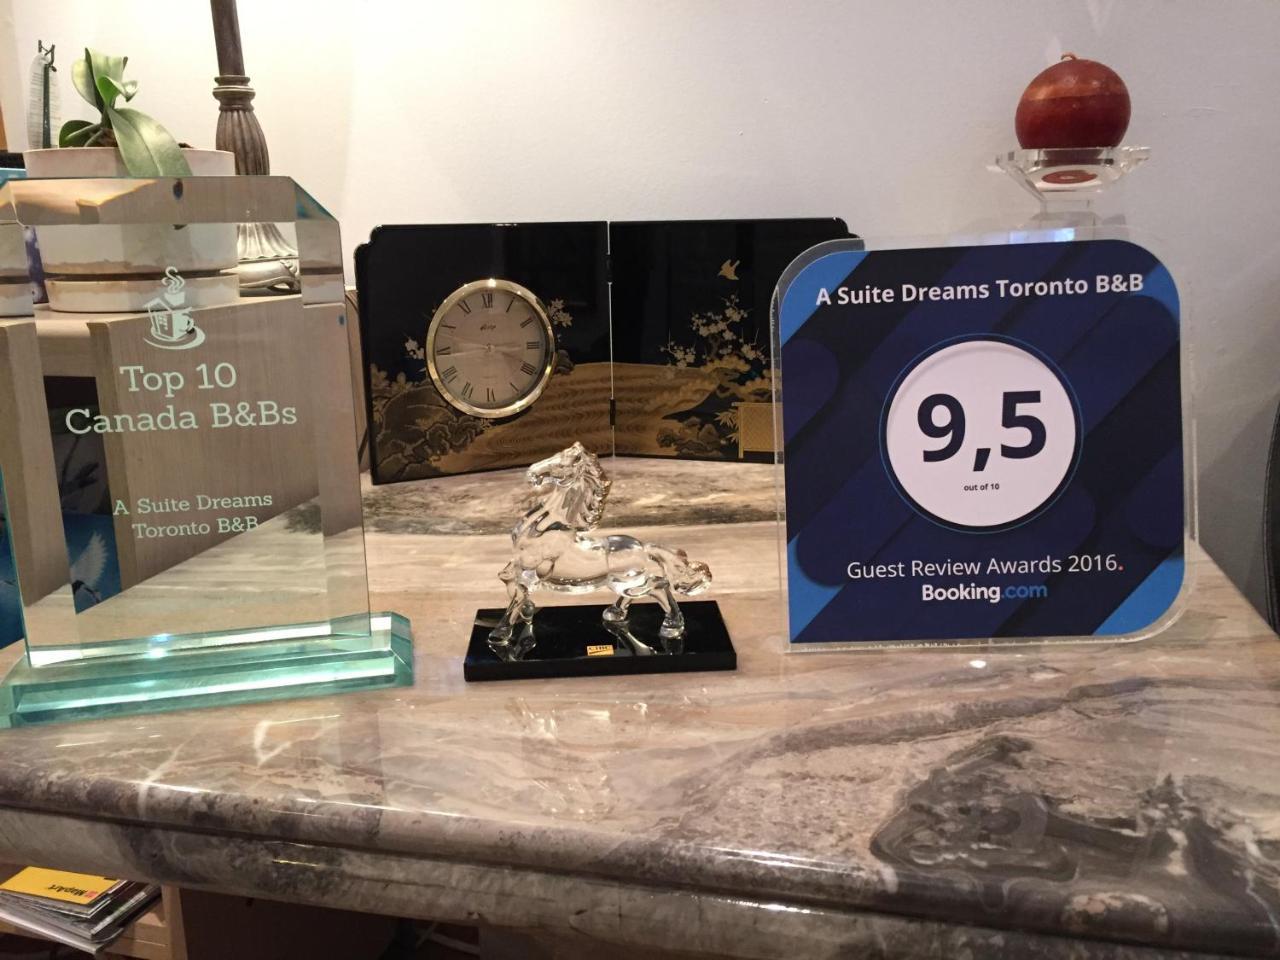 Top 10
Canada B&Bs
A Suite Dreams
Toronto B&B
A Suite Dreams Toronto B&B
9,5
out of 10
Guest Review Awards 2016.
Booking.com
MapArt